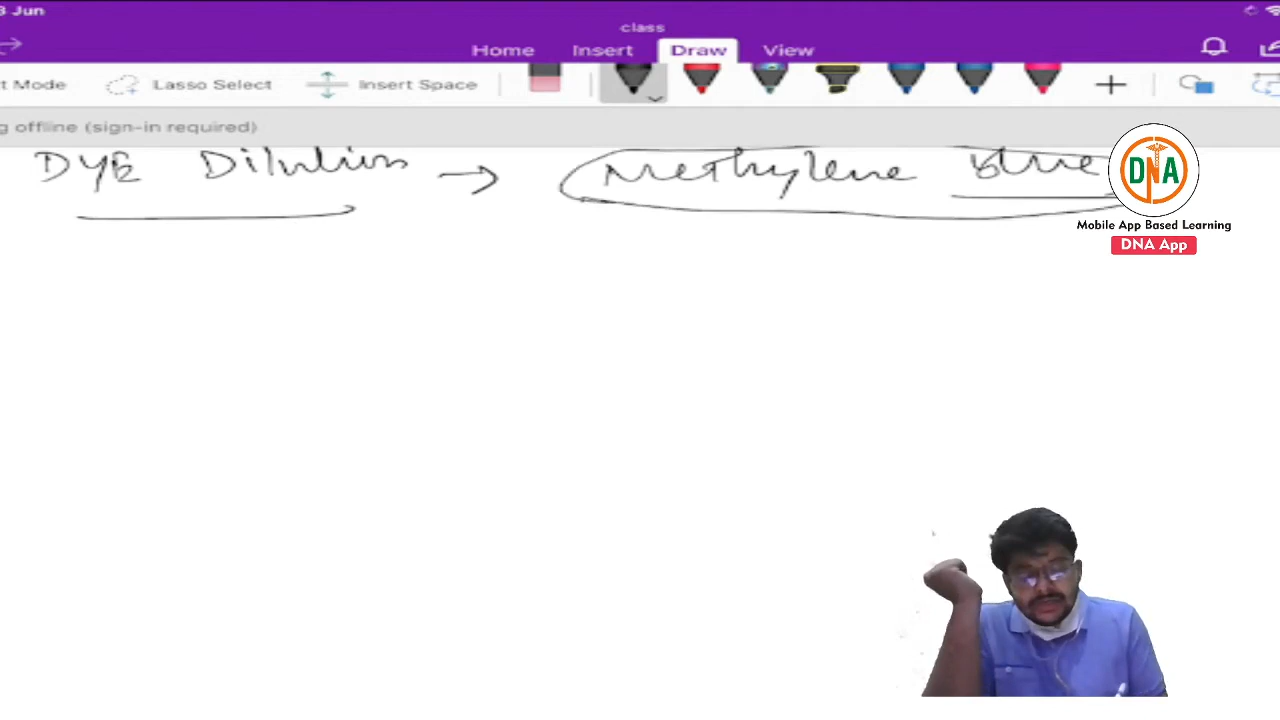 3 Jun
class
Home Insert Draw View
t Mode Lasso Select Insert Space
g offline (sign-in required)
DYE Dilution → Methylene Blue
DNA
Mobile App Based Learning
DNA App